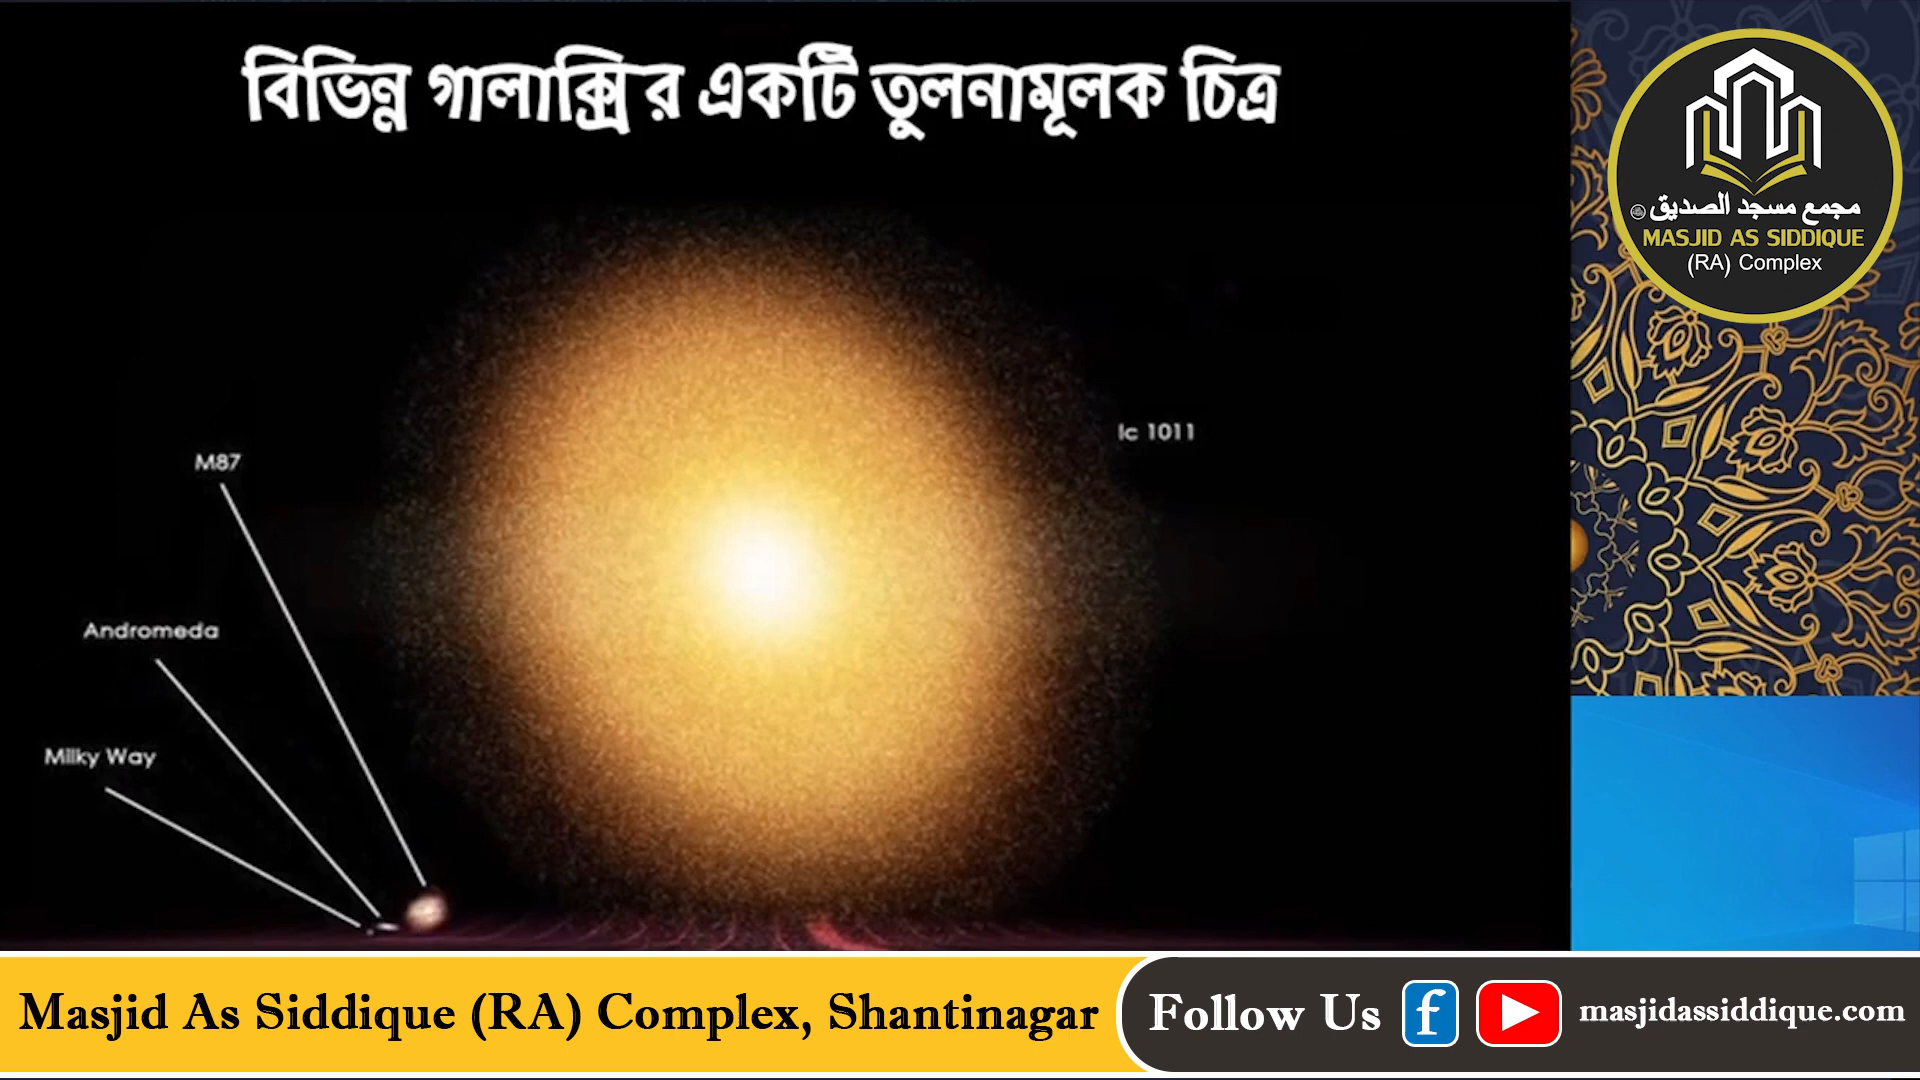 বিভিন্ন গালাক্সি'র একটি তুলনামূলক চিত্র
مجمع مسجد الصديق
MASJID AS SIDDIQUE
(RA) Complex
Ic 1011
M87
Andromeda
Milky Way
Masjid As Siddique (RA) Complex, Shantinagar
Follow Us
masjidassiddique.com